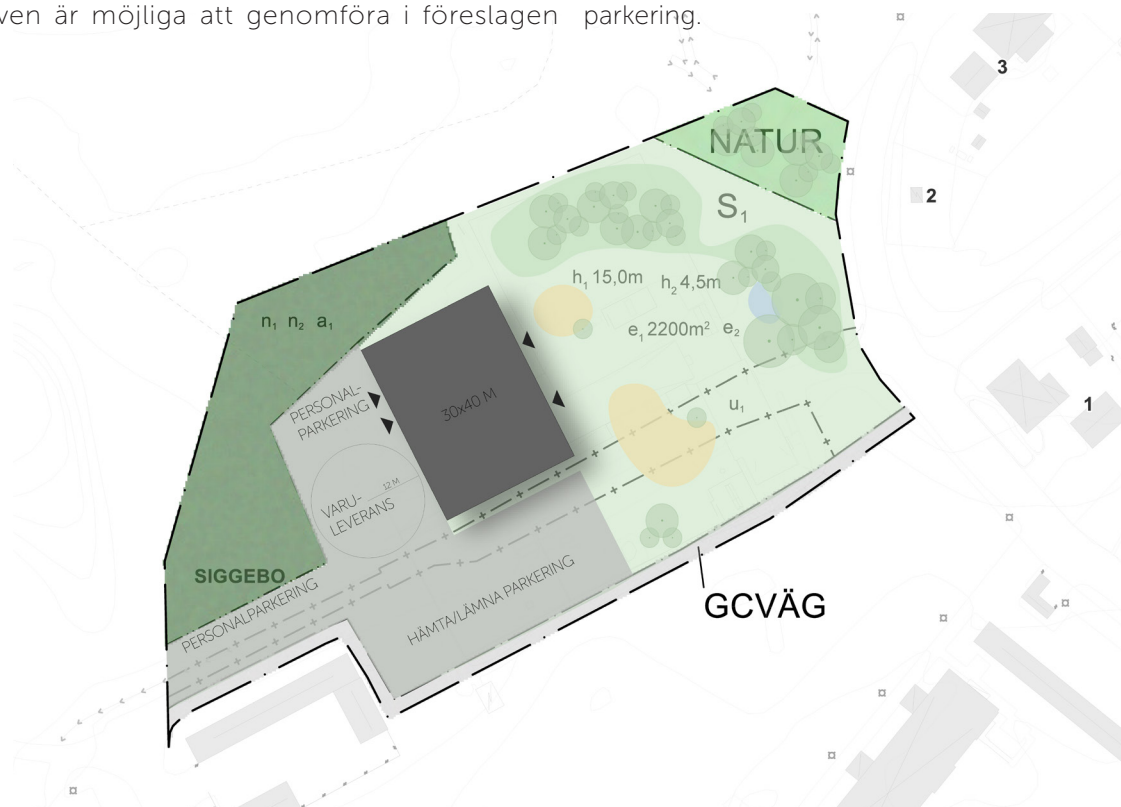 ven är möjliga att genomföra i föreslagen parkering.
3
NATUR
2
S₁
h₁ 15,0m h₂ 4,5m
n₁ n₂ a₁
e₁ 2200m² e₂
PERSONAL-
PARKERING
30x40 M
u₁
1
12 M
VARU-
LEVERANS
SIGGEBO
PERSONALPARKERING
HÄMTA/LÄMNA PARKERING
GCVÄG